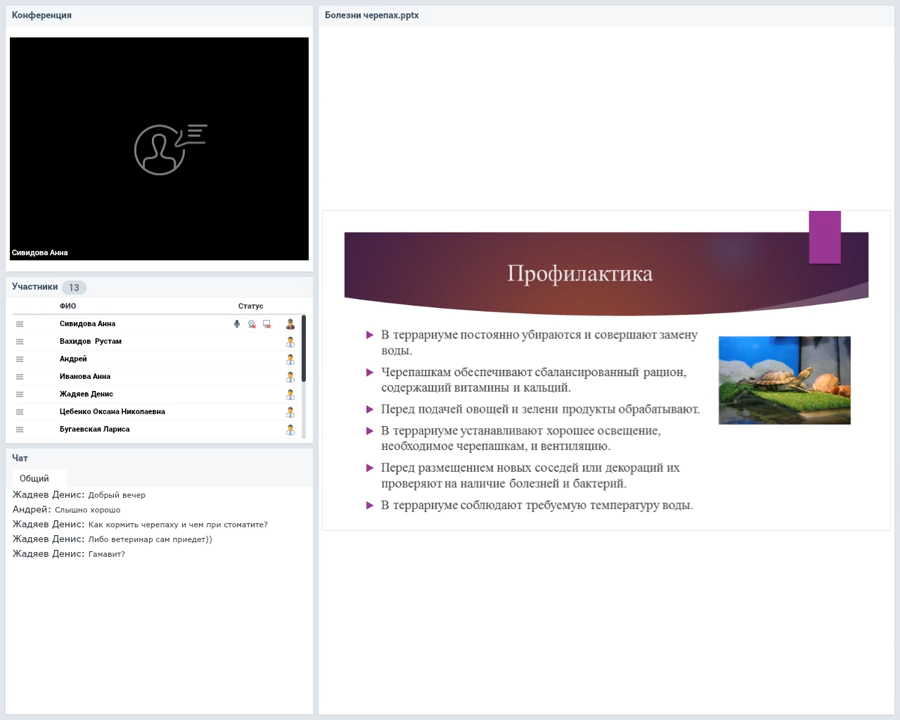 Конференция
Сивидова Анна
Участники 13
ФИО Статус
Сивидова Анна
Вахидов Рустам
Андрей
Иванова Анна
Жадяев Денис
Цебенко Оксана Николаевна
Бугаевская Лариса
Чат
Общий
Жадяев Денис: Добрый вечер
Андрей: Слышно хорошо
Жадяев Денис: Как кормить черепаху и чем при стоматите?
Жадяев Денис: Либо ветеринар сам приедет))
Жадяев Денис: Гамавит?
Болезни черепах.pptx
Профилактика
В террариуме постоянно убираются и совершают замену
воды.
Черепашкам обеспечивают сбалансированный рацион,
содержащий витамины и кальций.
Перед подачей овощей и зелени продукты обрабатывают.
В террариуме устанавливают хорошее освещение,
необходимое черепашкам, и вентиляцию.
Перед размещением новых соседей или декораций их
проверяют на наличие болезней и бактерий.
В террариуме соблюдают требуемую температуру воды.